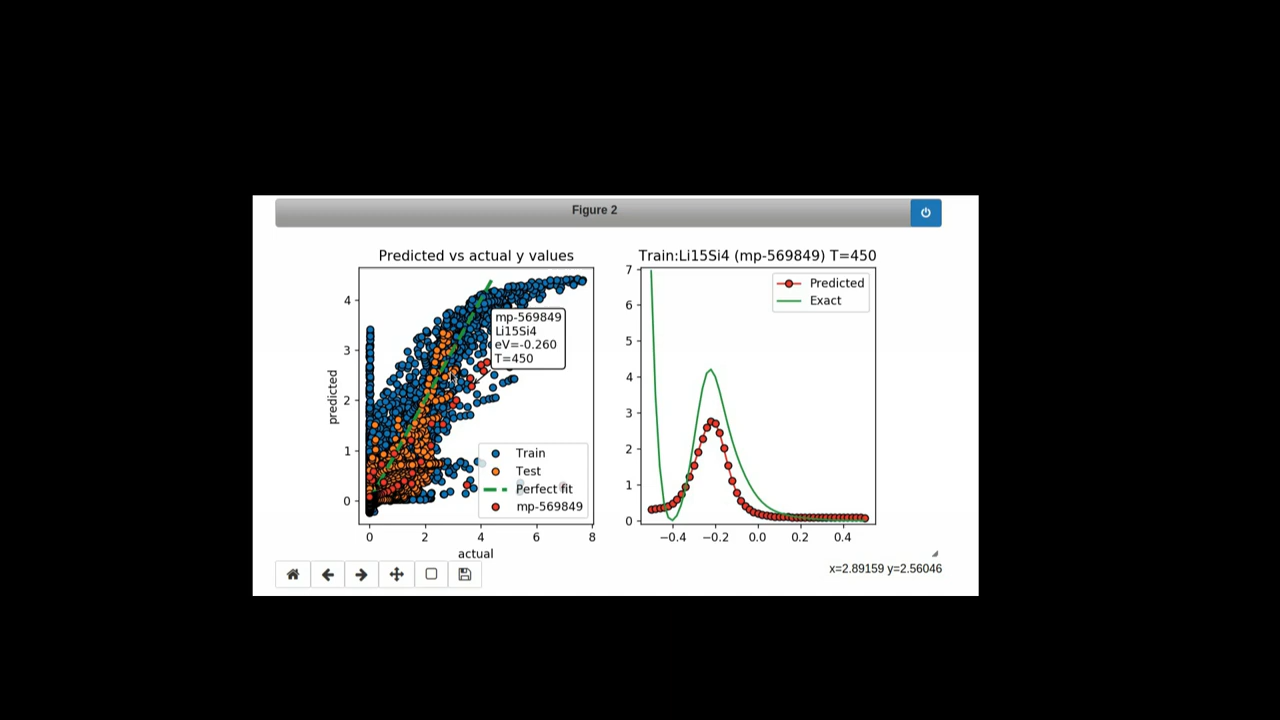 Figure 2
Predicted vs actual y values
4
3
2
1
0
predicted
0 2 4 6 8
actual
mp-569849
Li15Si4
eV=-0.260
T=450
Train
Test
Perfect fit
mp-569849
Train:Li15Si4 (mp-569849) T=450
7
6
5
4
3
2
1
0
−0.4 −0.2 0.0 0.2 0.4
Predicted
Exact
x=2.89159 y=2.56046